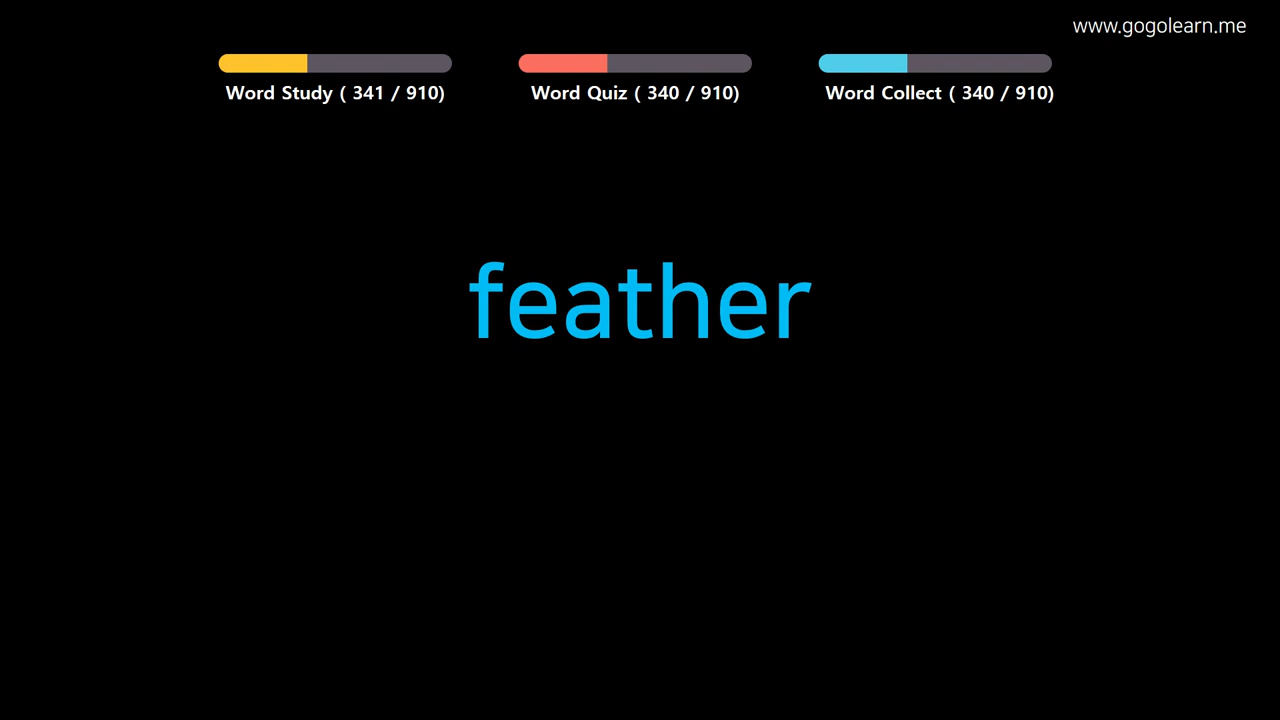 www.gogolearn.me
Word Study ( 341 / 910)
Word Quiz ( 340 / 910)
Word Collect ( 340 / 910)
feather